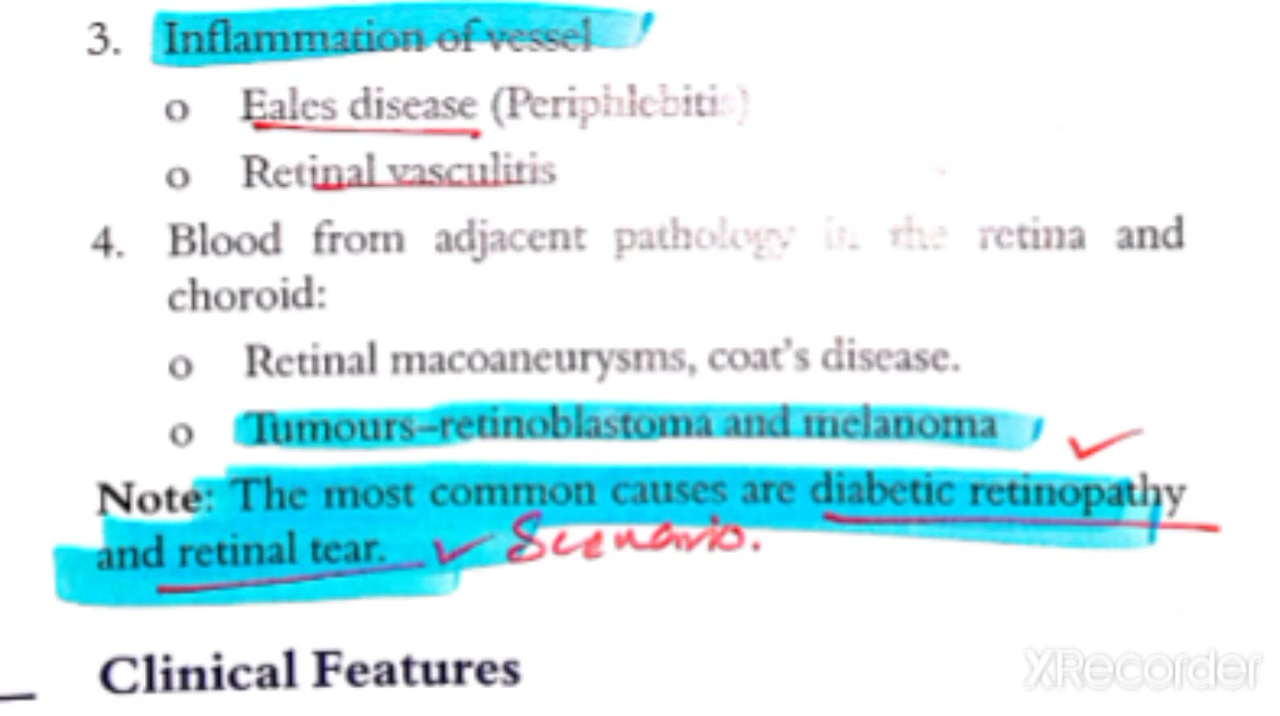 3. Inflammation of vessel
o Eales disease (Periphlebitis)
o Retinal vasculitis
4. Blood from adjacent pathology in the retina and
choroid:
o Retinal macoaneurysms, coat's disease.
o Tumours–retinoblastoma and melanoma
Note: The most common causes are diabetic retinopathy
and retinal tear. Scenario.
Clinical Features
XRecorder